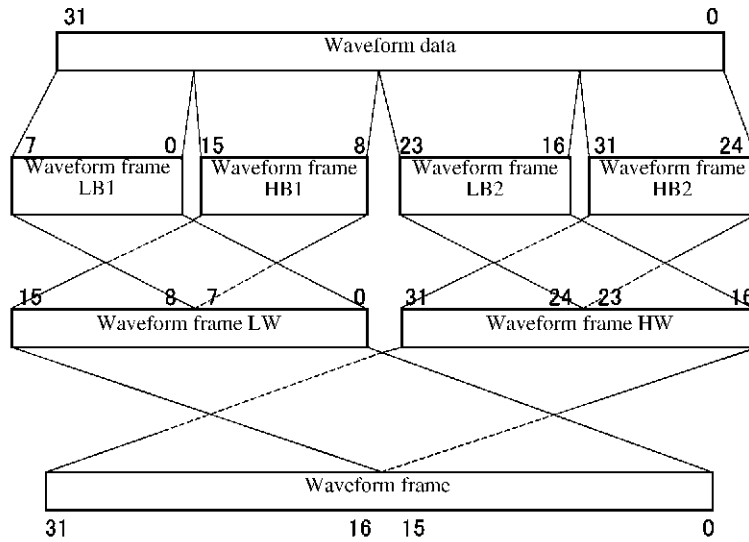 31 0
Waveform data
7 0 15 8 23 16 31 24
Waveform frame Waveform frame Waveform frame Waveform frame
LB1 HB1 LB2 HB2
15 8 7 0 31 24 23 16
Waveform frame LW Waveform frame HW
Waveform frame
31 16 15 0